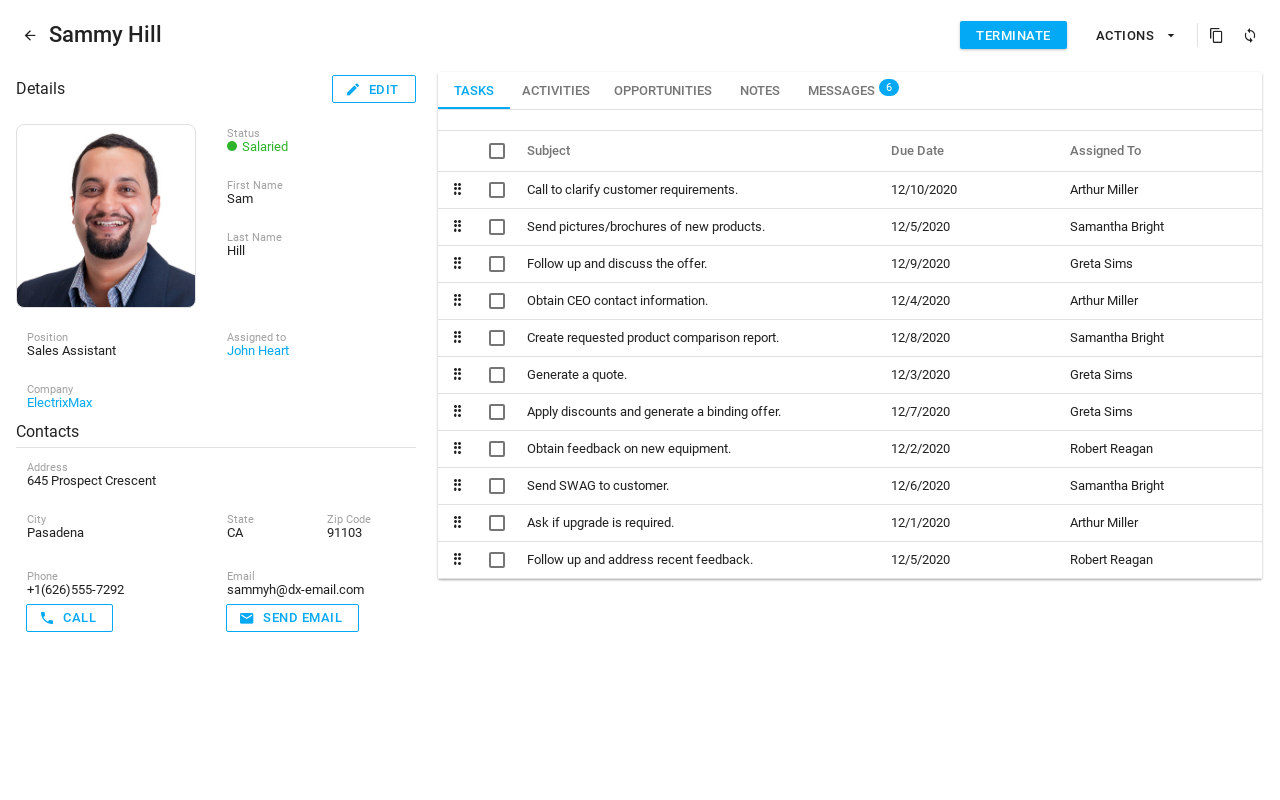 Sammy Hill
TERMINATE
ACTIONS
Details
EDIT
Status
Salaried
First Name
Sam
Last Name
Hill
Position
Sales Assistant
Assigned to
John Heart
Company
ElectrixMax
Contacts
Address
645 Prospect Crescent
City
Pasadena
State
CA
Zip Code
91103
Phone
+1(626)555-7292
Email
sammyh@dx-email.com
CALL
SEND EMAIL
TASKS ACTIVITIES OPPORTUNITIES NOTES MESSAGES 6
Subject Due Date Assigned To
Call to clarify customer requirements. 12/10/2020 Arthur Miller
Send pictures/brochures of new products. 12/5/2020 Samantha Bright
Follow up and discuss the offer. 12/9/2020 Greta Sims
Obtain CEO contact information. 12/4/2020 Arthur Miller
Create requested product comparison report. 12/8/2020 Samantha Bright
Generate a quote. 12/3/2020 Greta Sims
Apply discounts and generate a binding offer. 12/7/2020 Greta Sims
Obtain feedback on new equipment. 12/2/2020 Robert Reagan
Send SWAG to customer. 12/6/2020 Samantha Bright
Ask if upgrade is required. 12/1/2020 Arthur Miller
Follow up and address recent feedback. 12/5/2020 Robert Reagan